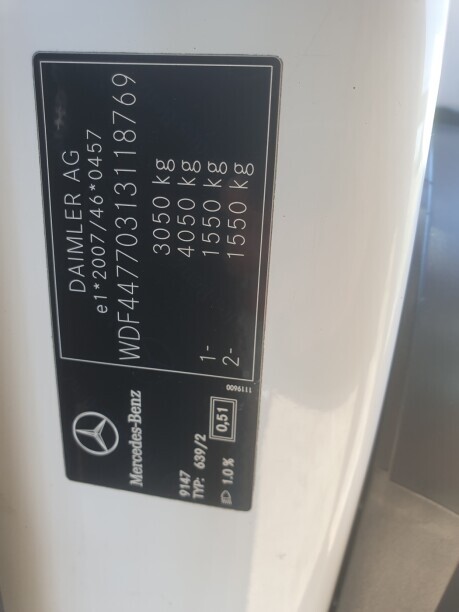 DAIMLER AG
e1*2007/46*0457
WDF44770313118769
3050 kg
4050 kg
1- 1550 kg
2- 1550 kg
Mercedes-Benz
9147
TYP: 639/2
0,51
1.0 %
1119600